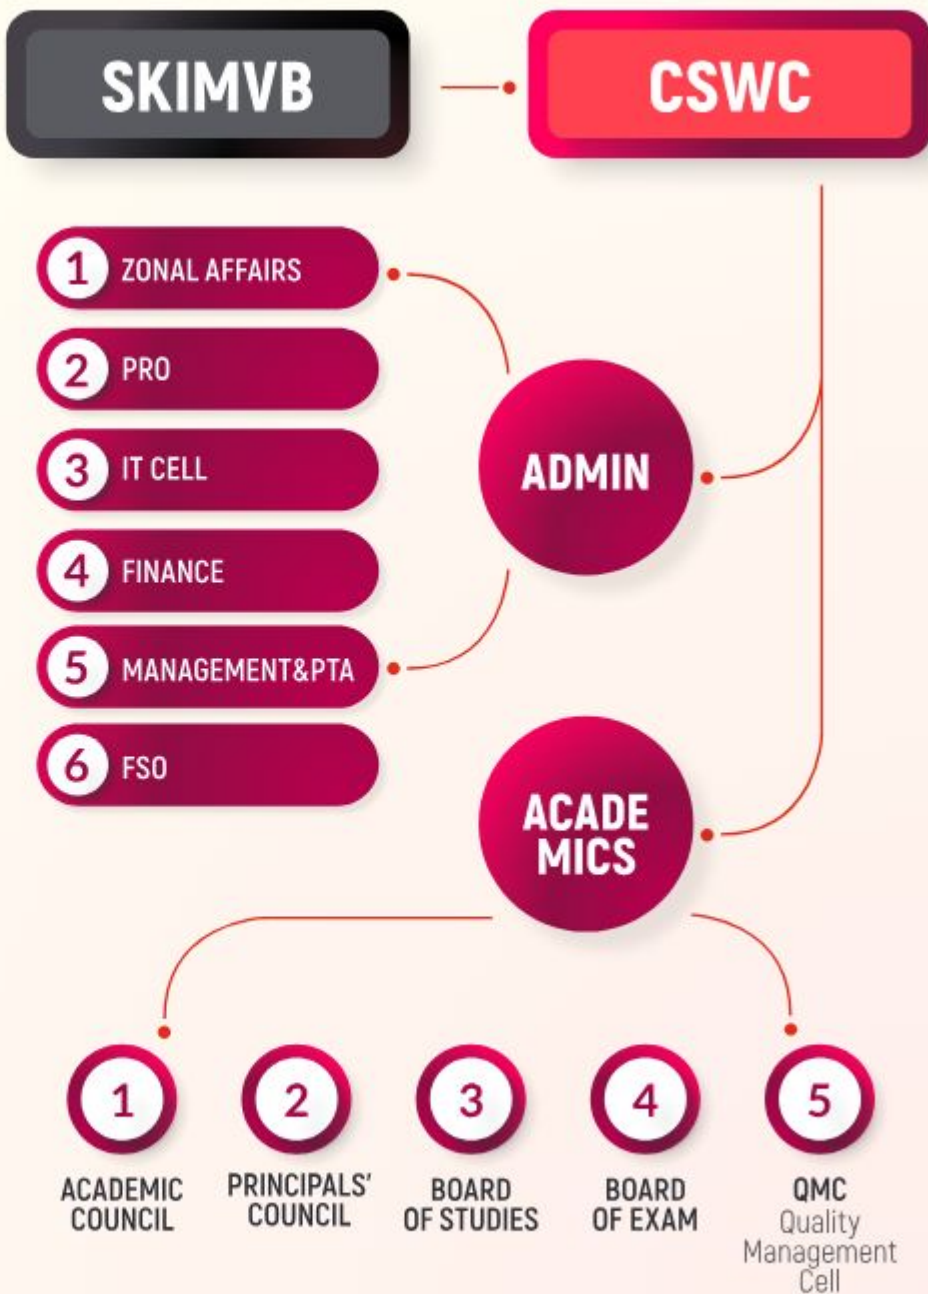 SKIMVB
CSWC
1 ZONAL AFFAIRS
2 PRO
3 IT CELL
4 FINANCE
5 MANAGEMENT&PTA
6 FSO
ADMIN
ACADE
MICS
1
ACADEMIC
COUNCIL
2
PRINCIPALS’
COUNCIL
3
BOARD
OF STUDIES
4
BOARD
OF EXAM
5
QMC
Quality
Management
Cell